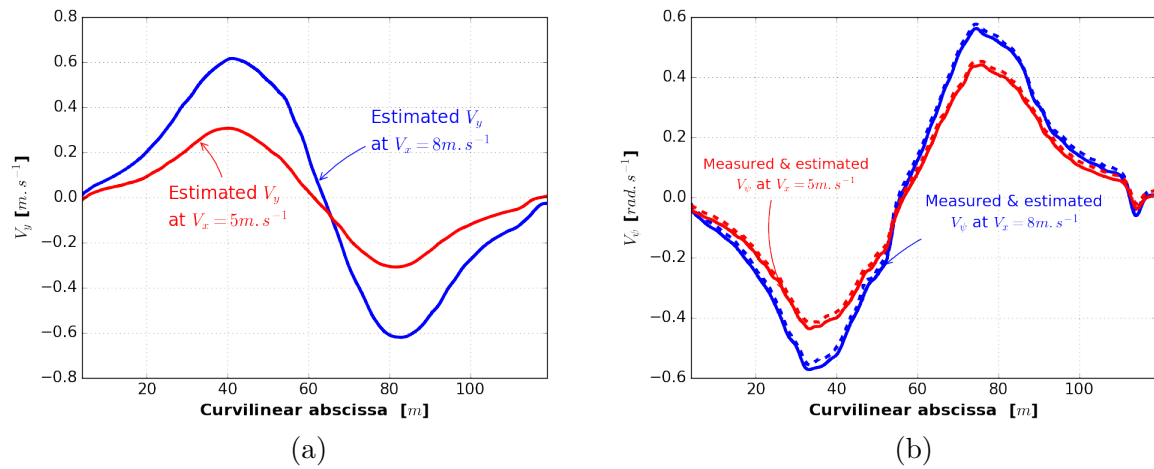 0.8
0.6
0.4
0.2
0.0
−0.2
−0.4
−0.6
−0.8
V_y [m.s⁻¹]
Estimated V_y
at V_x = 8m.s⁻¹
Estimated V_y
at V_x = 5m.s⁻¹
20 40 60 80 100
Curvilinear abscissa [m]
(a)
0.6
0.4
0.2
0.0
−0.2
−0.4
−0.6
V_ψ [rad.s⁻¹]
Measured & estimated
V_ψ at V_x = 5m.s⁻¹
Measured & estimated
V_ψ at V_x = 8m.s⁻¹
20 40 60 80 100
Curvilinear abscissa [m]
(b)